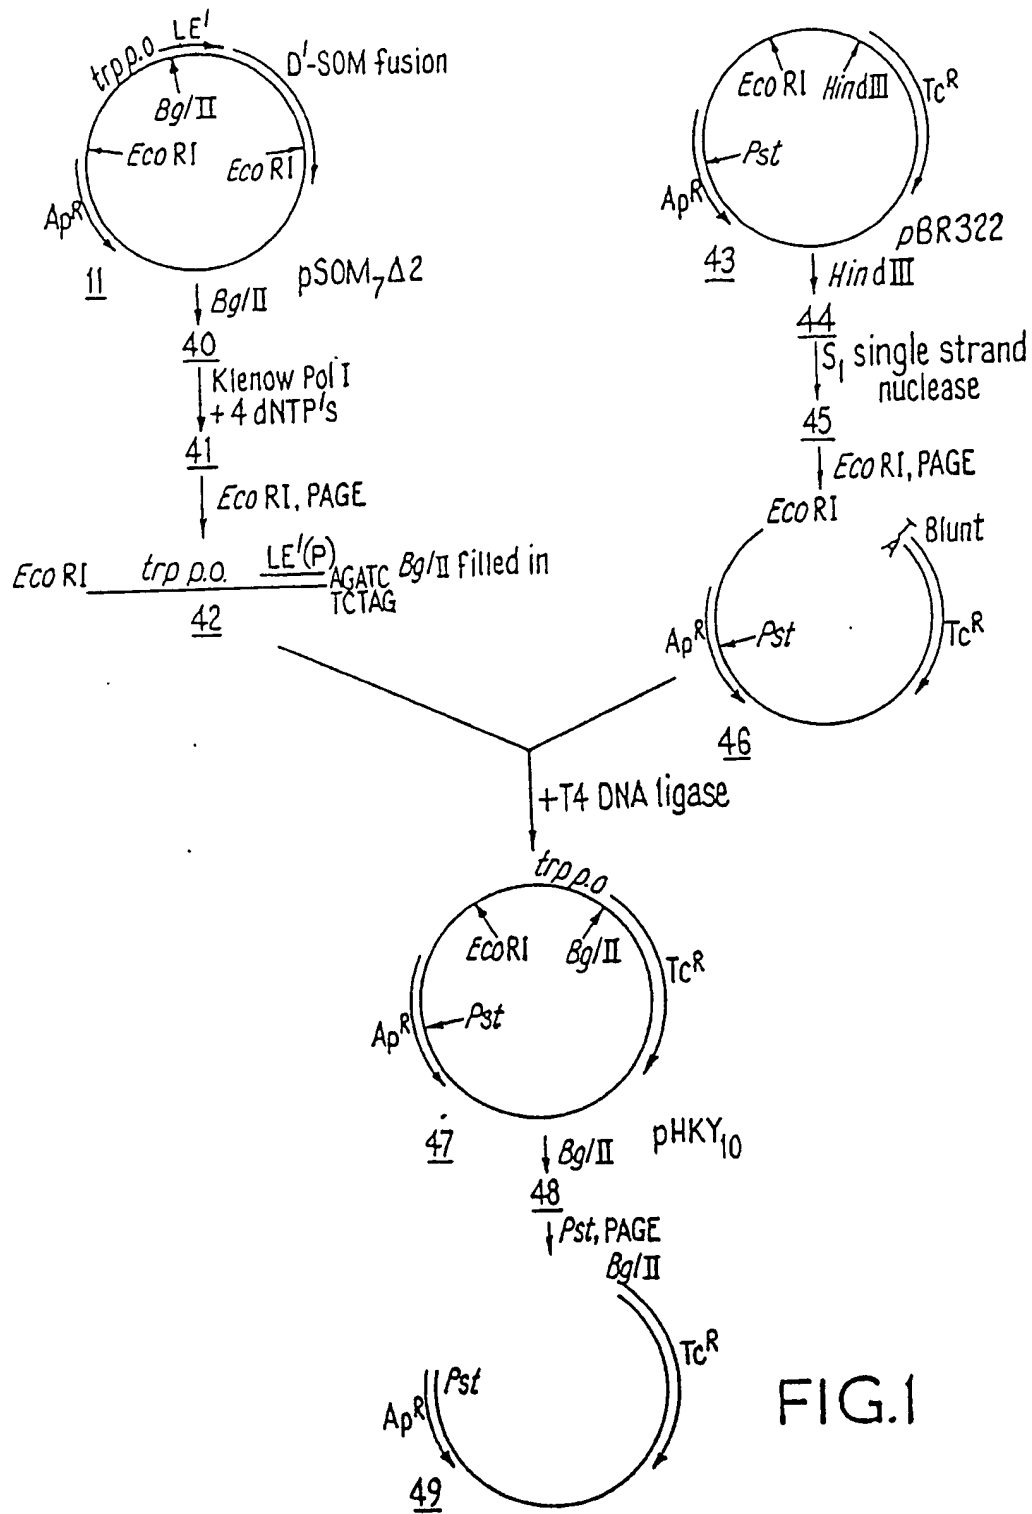 LE'
trp p.o
D'-SOM fusion
Bg/II
EcoRI
EcoRI
ApR
11
pSOM7Δ2
Bg/II
40
Klenow Pol I
+4 dNTP's
41
EcoRI, PAGE
EcoRI
trp p.o.
LE'(P)
AGATC
TCTAG
Bg/II filled in
42
EcoRI
HindIII
TcR
Pst
ApR
43
pBR322
HindIII
44
S1 single strand
nuclease
45
EcoRI, PAGE
EcoRI
AT
Blunt
ApR
Pst
TcR
46
+T4 DNA ligase
trp p.o
EcoRI
Bg/II
TcR
ApR
Pst
47
pHKY10
Bg/II
48
Pst, PAGE
Bg/II
TcR
Pst
ApR
49
FIG.1